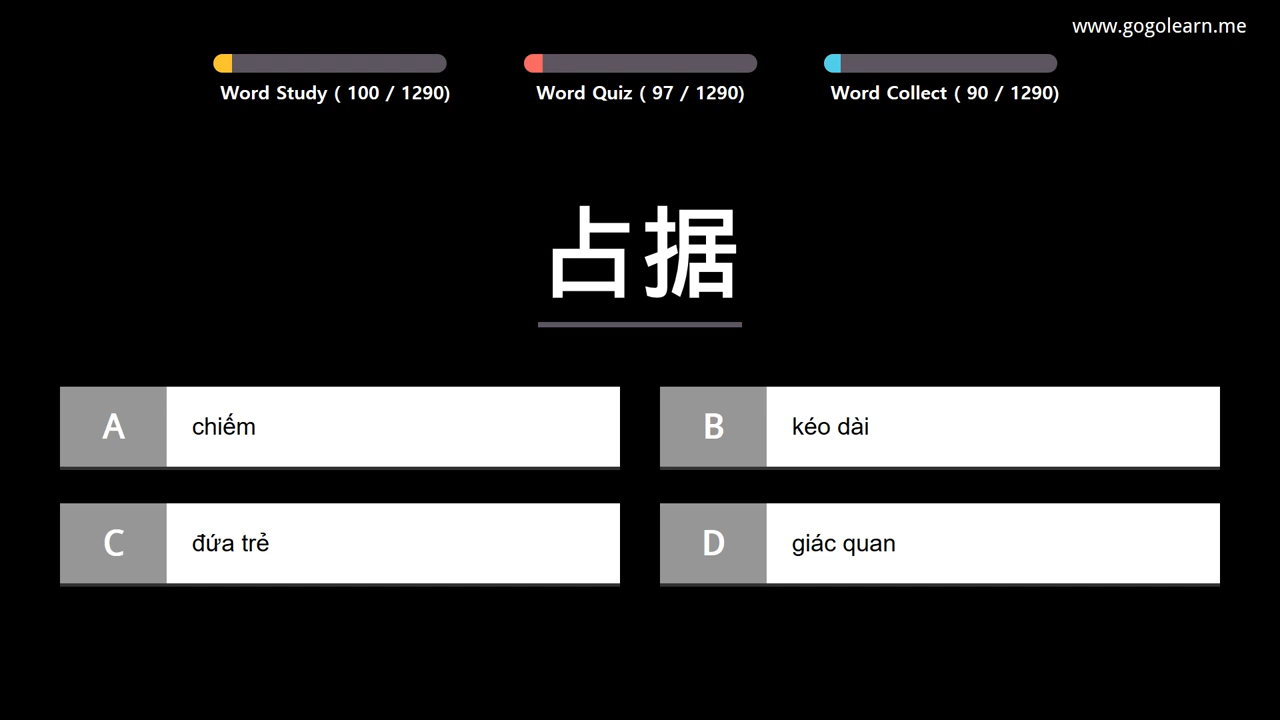 www.gogolearn.me
Word Study ( 100 / 1290)
Word Quiz ( 97 / 1290)
Word Collect ( 90 / 1290)
占据
A chiếm
B kéo dài
C đứa trẻ
D giác quan